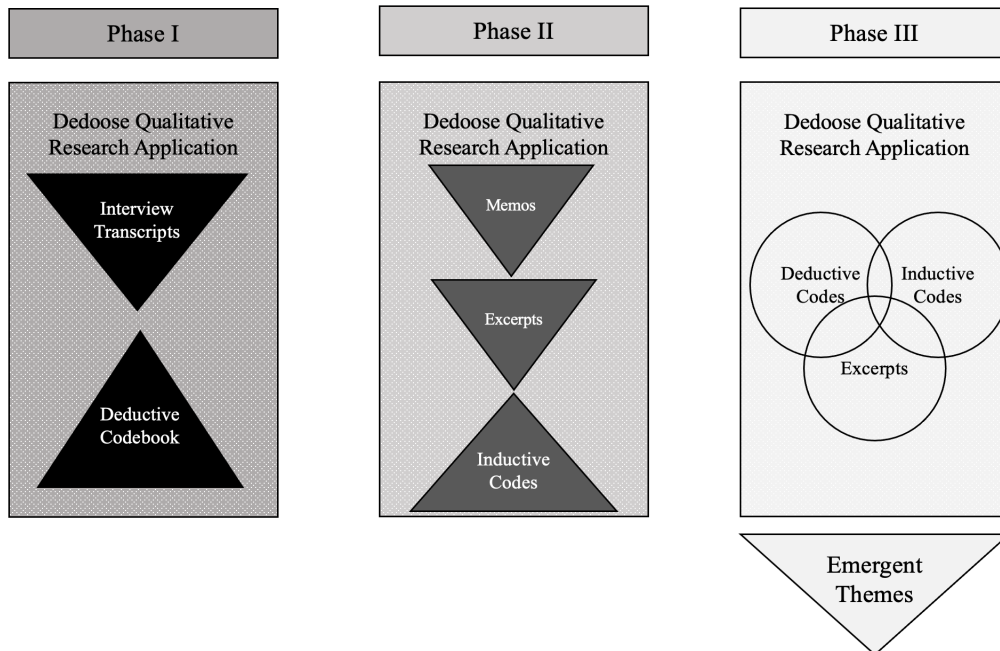 Phase I
Dedoose Qualitative
Research Application
Interview
Transcripts
Deductive
Codebook
Phase II
Dedoose Qualitative
Research Application
Memos
Excerpts
Inductive
Codes
Phase III
Dedoose Qualitative
Research Application
Deductive
Codes
Inductive
Codes
Excerpts
Emergent
Themes